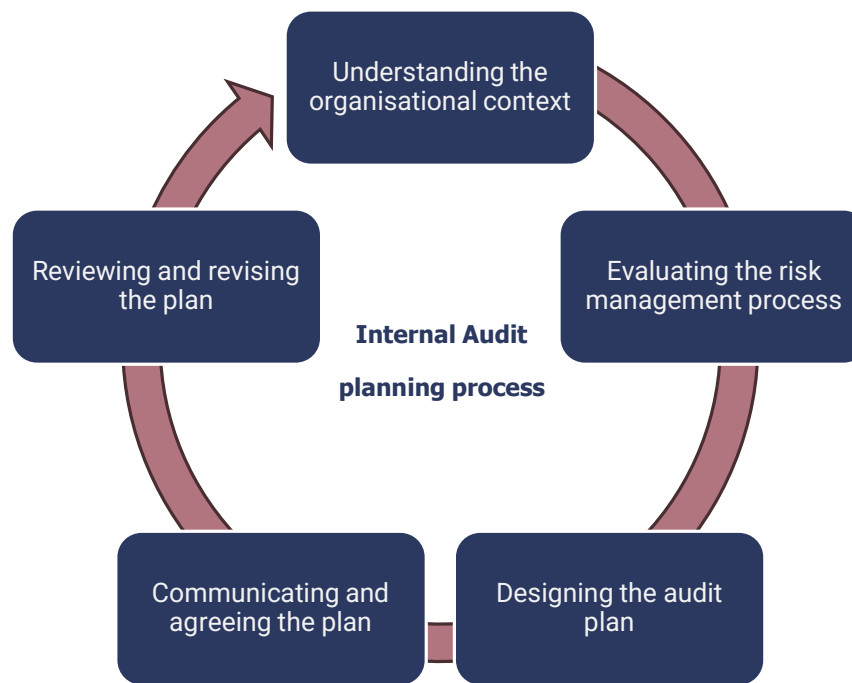 Understanding the
organisational context
Evaluating the risk
management process
Designing the audit
plan
Communicating and
agreeing the plan
Reviewing and revising
the plan
Internal Audit
planning process